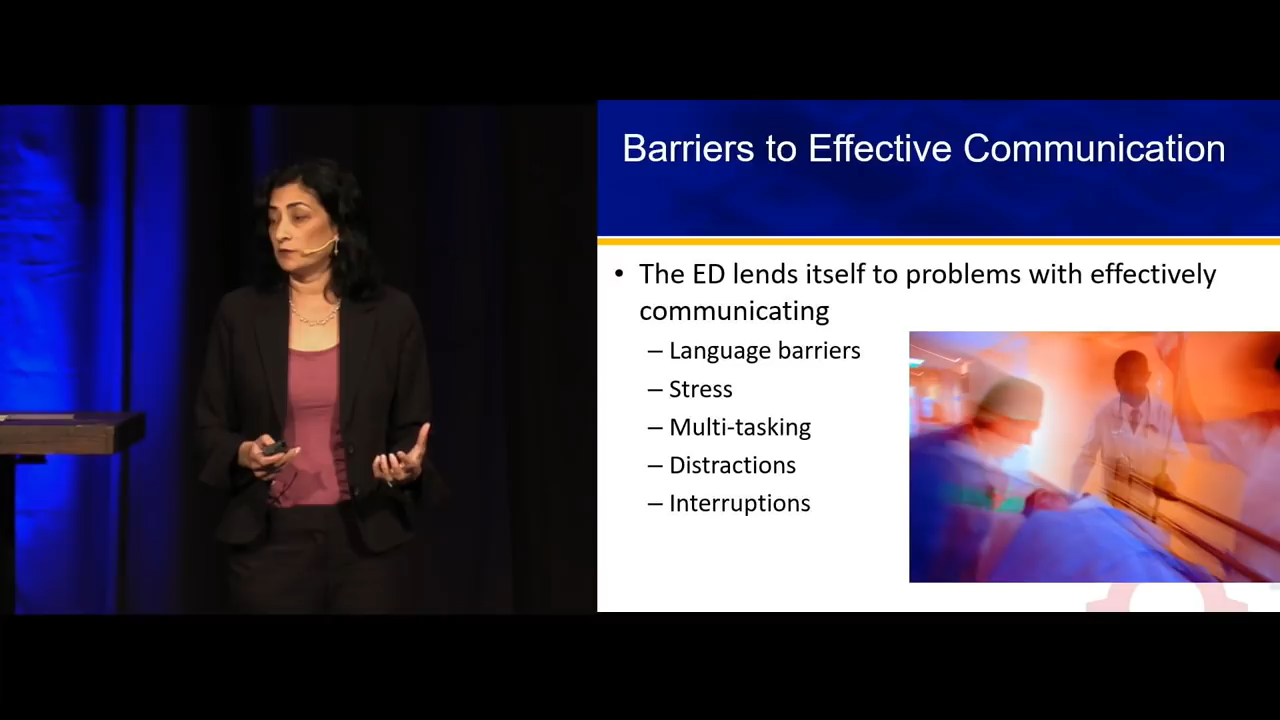 Barriers to Effective Communication
• The ED lends itself to problems with effectively
communicating
– Language barriers
– Stress
– Multi-tasking
– Distractions
– Interruptions